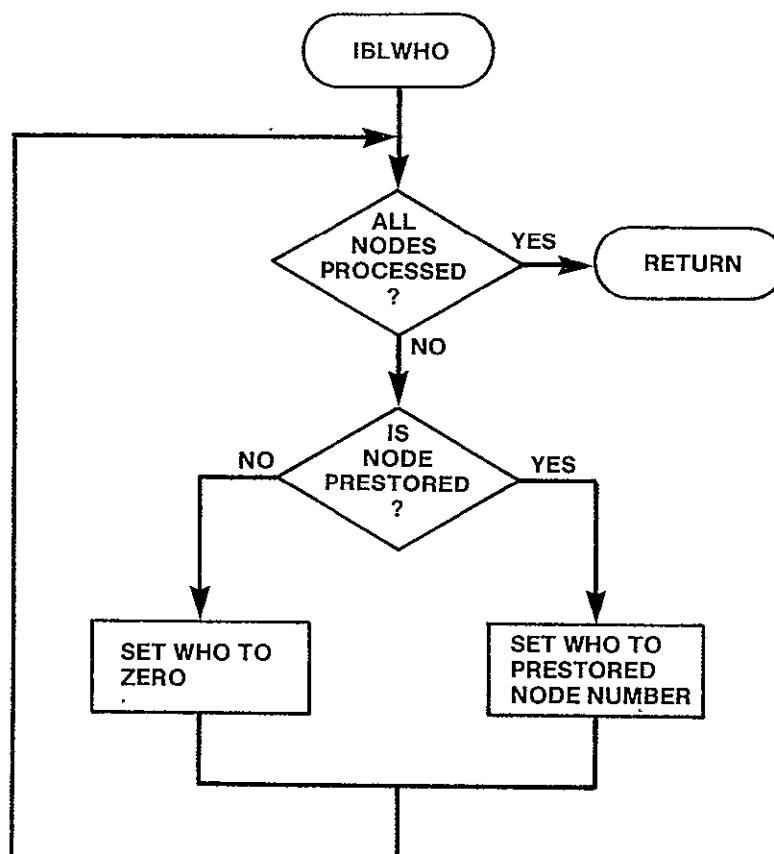 IBLWHO
ALL
NODES
PROCESSED
?
YES
RETURN
NO
IS
NODE
PRESTORED
?
NO
YES
SET WHO TO
ZERO
SET WHO TO
PRESTORED
NODE NUMBER